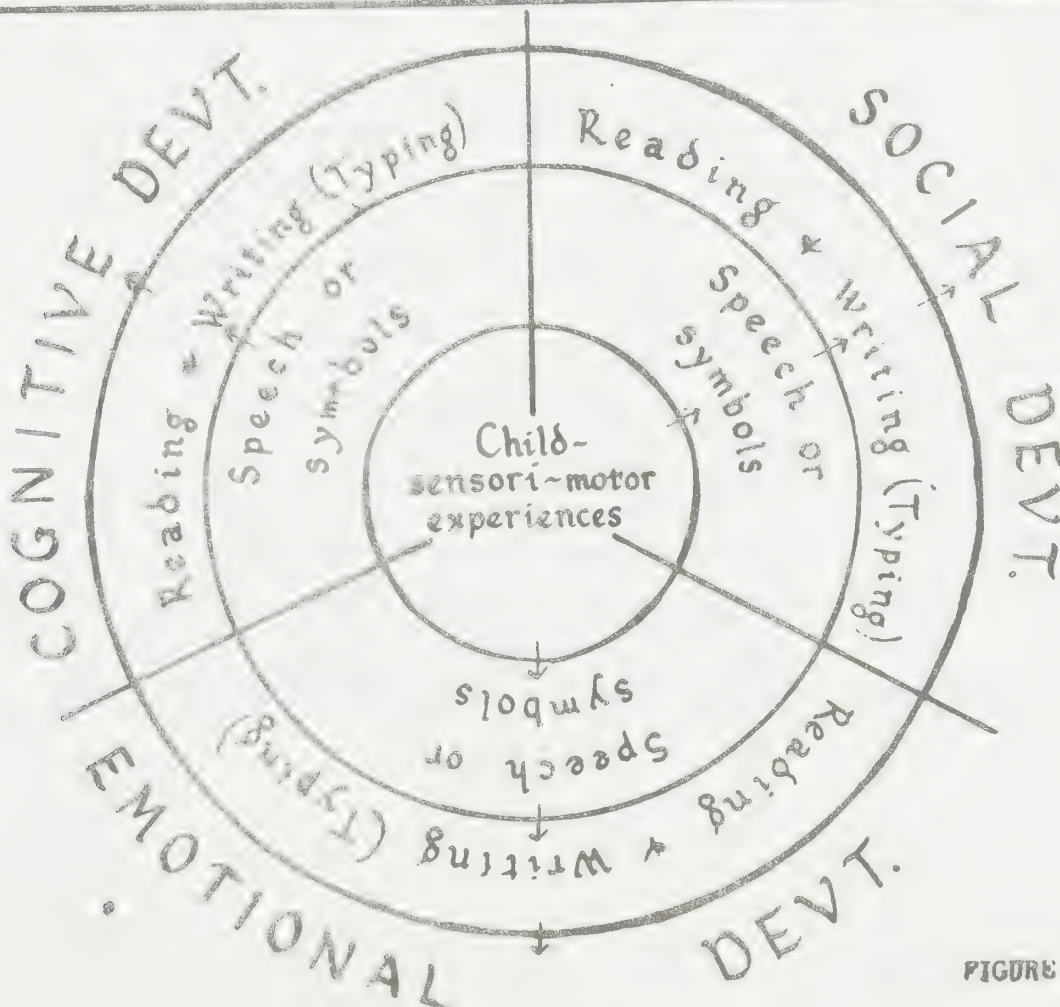 COGNITIVE DEVT.
SOCIAL DEVT.
EMOTIONAL DEVT.
Reading & Writing (Typing)
Speech or
symbols
Reading & Writing (Typing)
Speech or
symbols
Child-
sensori-motor
experiences
Reading & Writing (Typing)
Speech or
symbols
FIGURE